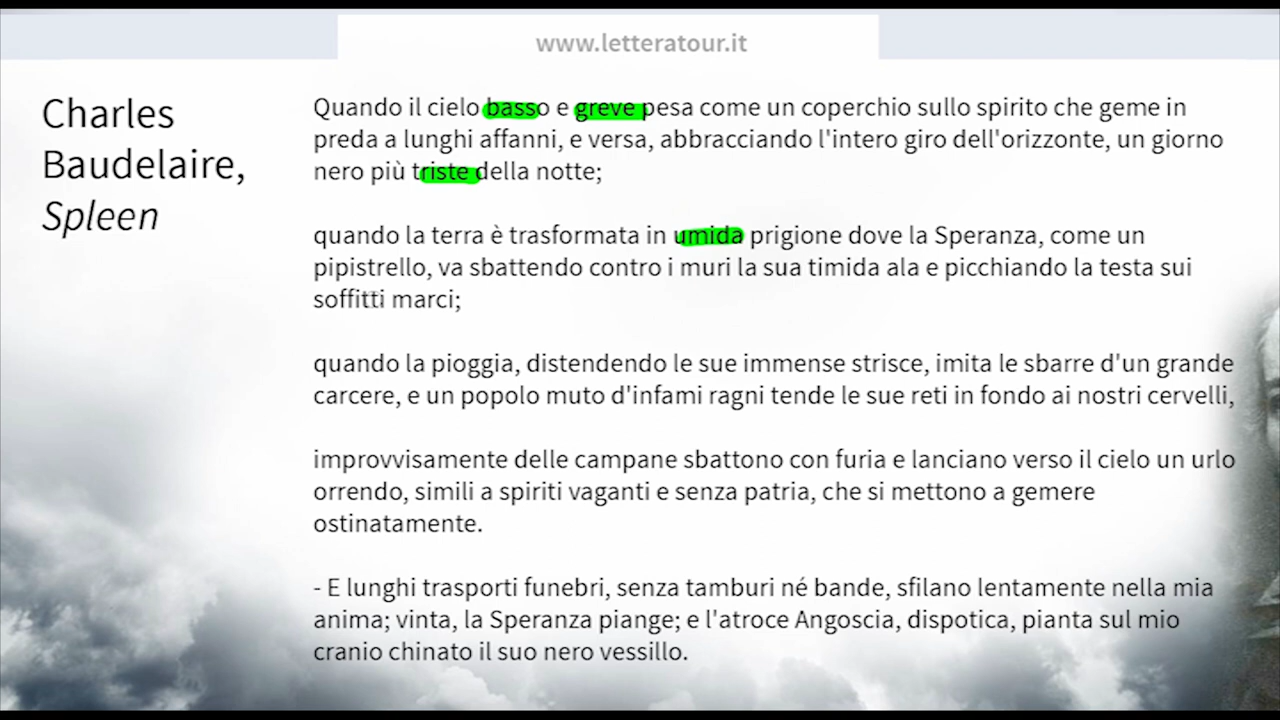 www.letteratour.it
Charles
Baudelaire,
Spleen
Quando il cielo basso e greve pesa come un coperchio sullo spirito che geme in
preda a lunghi affanni, e versa, abbracciando l'intero giro dell'orizzonte, un giorno
nero più triste della notte;
quando la terra è trasformata in umida prigione dove la Speranza, come un
pipistrello, va sbattendo contro i muri la sua timida ala e picchiando la testa sui
soffitti marci;
quando la pioggia, distendendo le sue immense strisce, imita le sbarre d'un grande
carcere, e un popolo muto d'infami ragni tende le sue reti in fondo ai nostri cervelli,
improvvisamente delle campane sbattono con furia e lanciano verso il cielo un urlo
orrendo, simili a spiriti vaganti e senza patria, che si mettono a gemere
ostinatamente.
- E lunghi trasporti funebri, senza tamburi né bande, sfilano lentamente nella mia
anima; vinta, la Speranza piange; e l'atroce Angoscia, dispotica, pianta sul mio
cranio chinato il suo nero vessillo.